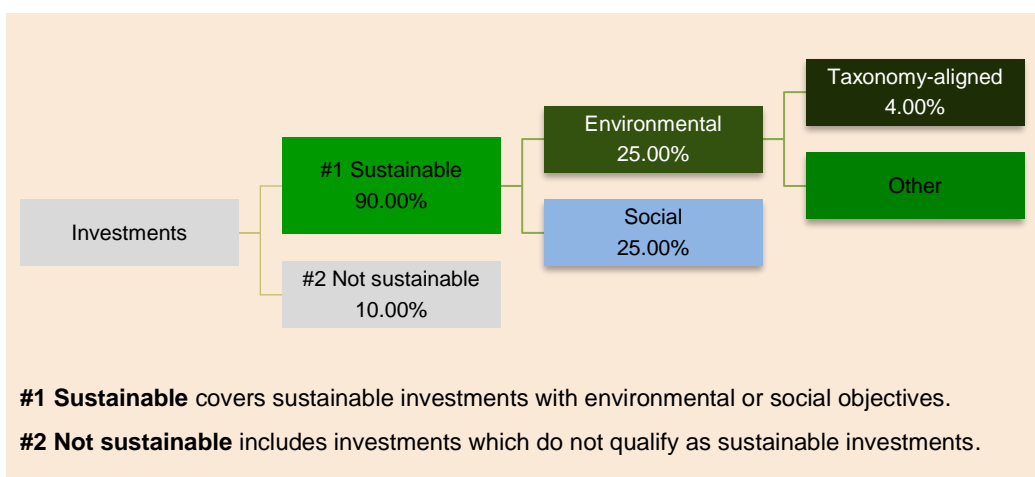 Taxonomy-aligned
4.00%
Environmental
25.00%
#1 Sustainable
90.00%
Other
Social
25.00%
Investments
#2 Not sustainable
10.00%
#1 Sustainable covers sustainable investments with environmental or social objectives.
#2 Not sustainable includes investments which do not qualify as sustainable investments.